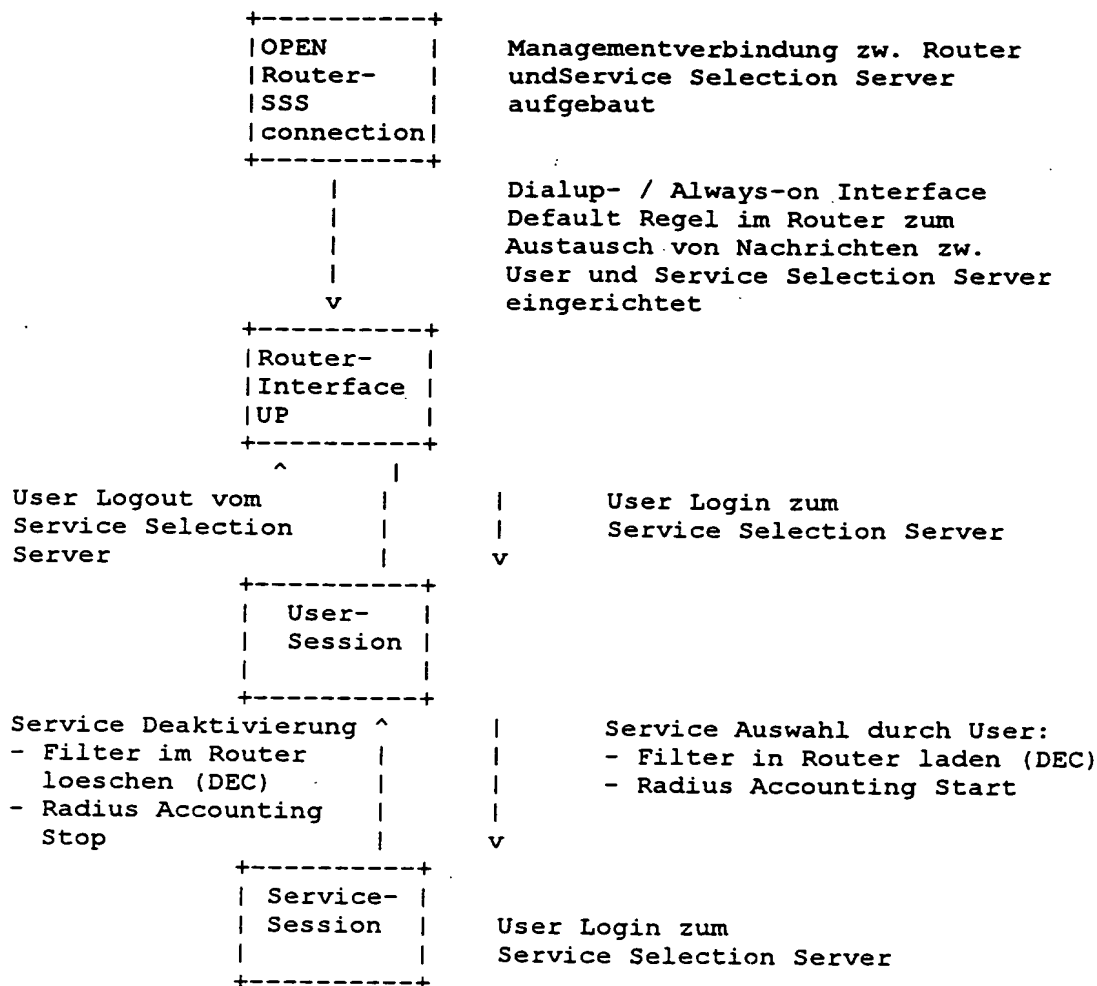 OPEN Managementverbindung zw. Router
Router- undService Selection Server
SSS aufgebaut
connection
Dialup- / Always-on Interface
Default Regel im Router zum
Austausch von Nachrichten zw.
User und Service Selection Server
v eingerichtet
Router-
Interface
UP
User Logout vom User Login zum
Service Selection Service Selection Server
Server v
User-
Session
Service Deaktivierung ^ Service Auswahl durch User:
- Filter im Router - Filter in Router laden (DEC)
loeschen (DEC) - Radius Accounting Start
- Radius Accounting
Stop v
Service-
Session User Login zum
Service Selection Server